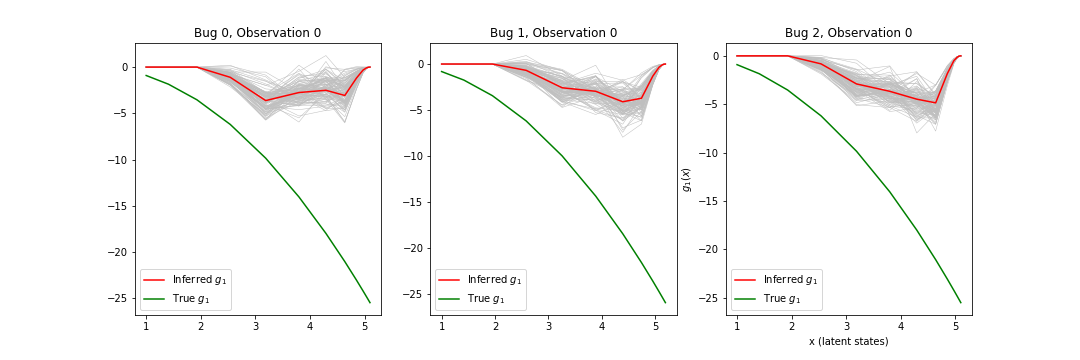 Bug 0, Observation 0
0
−5
−10
−15
−20
−25
1 2 3 4 5
Inferred g₁
True g₁
Bug 1, Observation 0
0
−5
−10
−15
−20
−25
1 2 3 4 5
Inferred g₁
True g₁
Bug 2, Observation 0
g₁(x)
0
−5
−10
−15
−20
−25
1 2 3 4 5
x (latent states)
Inferred g₁
True g₁